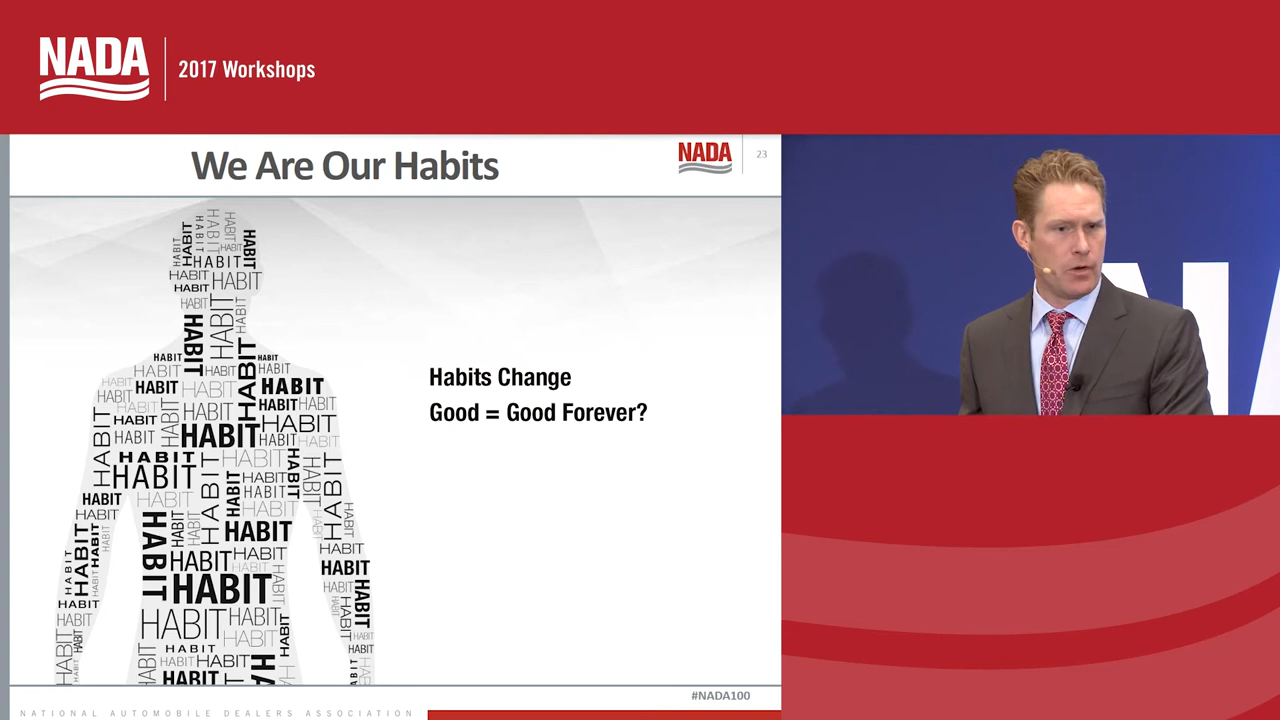 NADA
2017 Workshops
We Are Our Habits
NADA
23
HABIT
Habits Change
Good = Good Forever?
#NADA100
NATIONAL AUTOMOBILE DEALERS ASSOCIATION